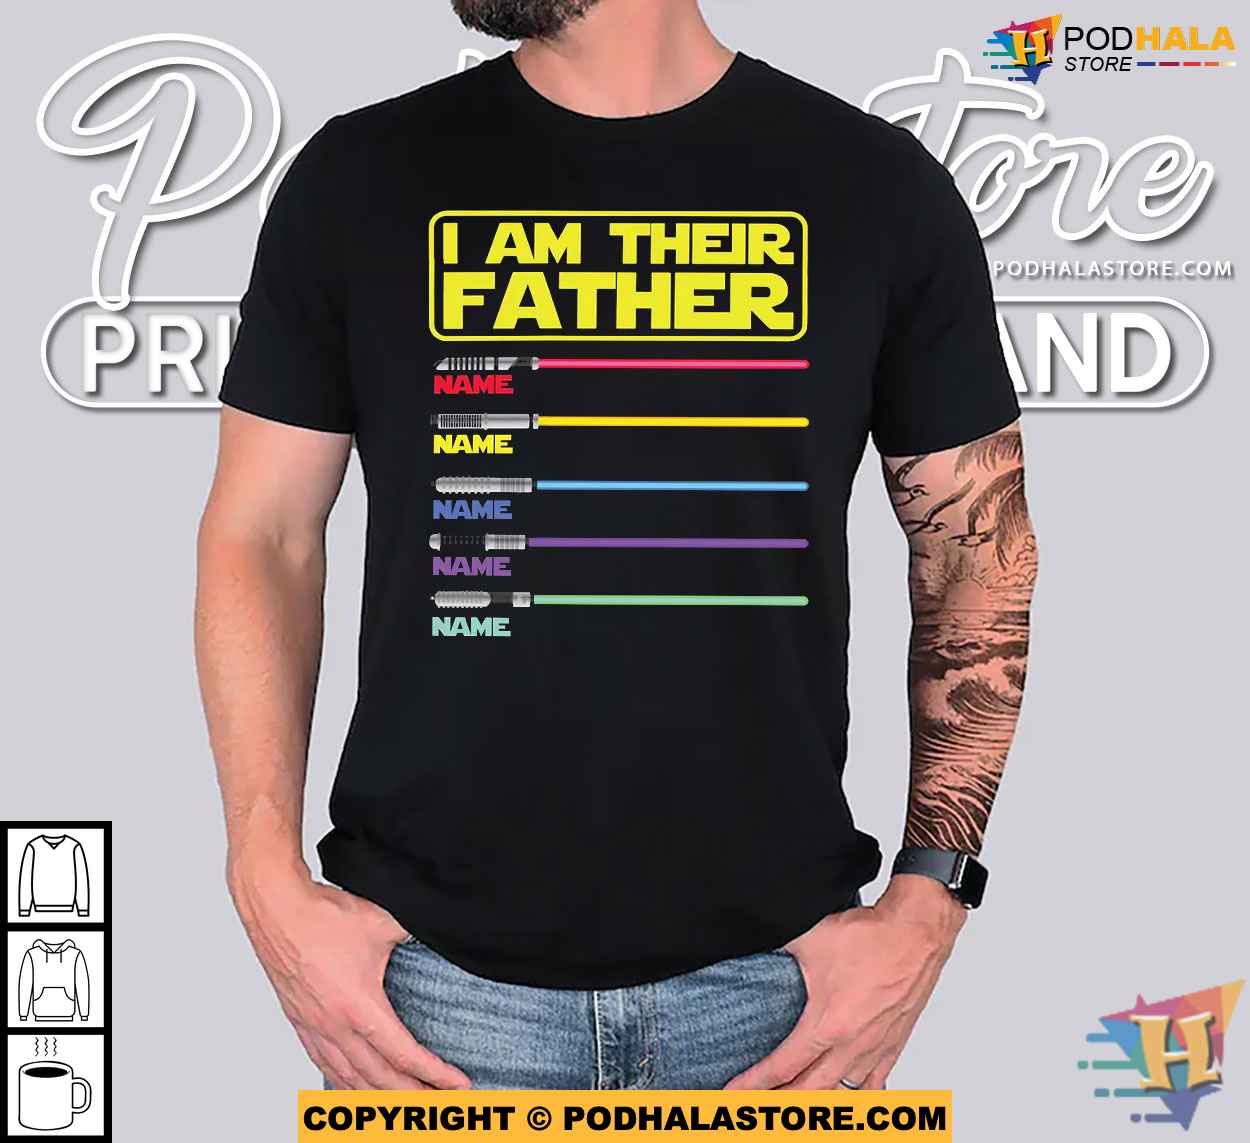 PODHALA
STORE
PODHALASTORE.COM
I AM THEIR
FATHER
NAME
NAME
NAME
NAME
NAME
COPYRIGHT © PODHALASTORE.COM